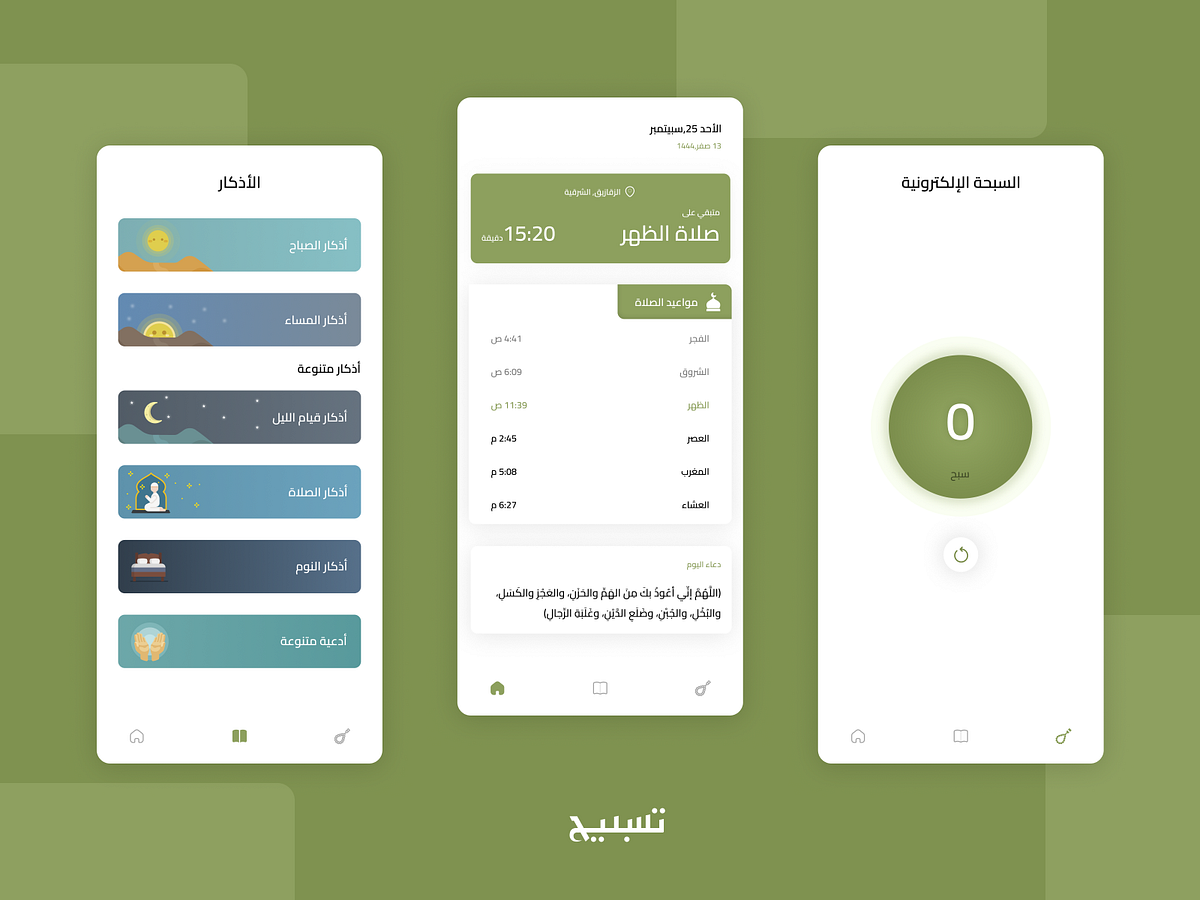 الأذكار
أذكار الصباح
أذكار المساء
أذكار متنوعة
أذكار قيام الليل
أذكار الصلاة
أذكار النوم
أدعية متنوعة
الأحد 25,سبيتمبر
13 صفر,1444
الزقازيق, الشرقية
متبقي على
صلاة الظهر 15:20 دقيقة
مواعيد الصلاة
الفجر 4:41 ص
الشروق 6:09 ص
الظهر 11:39 ص
العصر 2:45 م
المغرب 5:08 م
العشاء 6:27 م
دعاء اليوم
(اللَّهُمَّ إنِّي أعُوذُ بكَ مِنَ الهَمِّ والحَزَنِ، والعَجْزِ والكَسَلِ،
والبُخْلِ، والجُبْنِ، وضَلَعِ الدَّيْنِ، وغَلَبَةِ الرِّجالِ)
السبحة الإلكترونية
0
سبح
تسبيح